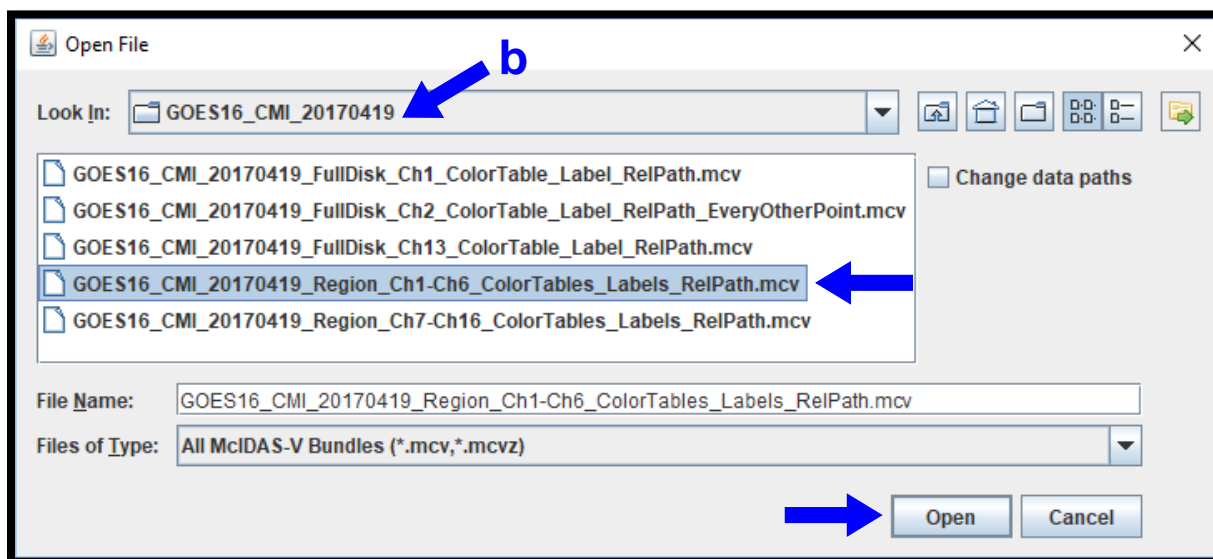 Open File
b
Look In: GOES16_CMI_20170419
GOES16_CMI_20170419_FullDisk_Ch1_ColorTable_Label_RelPath.mcv
Change data paths
GOES16_CMI_20170419_FullDisk_Ch2_ColorTable_Label_RelPath_EveryOtherPoint.mcv
GOES16_CMI_20170419_FullDisk_Ch13_ColorTable_Label_RelPath.mcv
GOES16_CMI_20170419_Region_Ch1-Ch6_ColorTables_Labels_RelPath.mcv
GOES16_CMI_20170419_Region_Ch7-Ch16_ColorTables_Labels_RelPath.mcv
File Name: GOES16_CMI_20170419_Region_Ch1-Ch6_ColorTables_Labels_RelPath.mcv
Files of Type: All McIDAS-V Bundles (*.mcv,*.mcvz)
Open Cancel